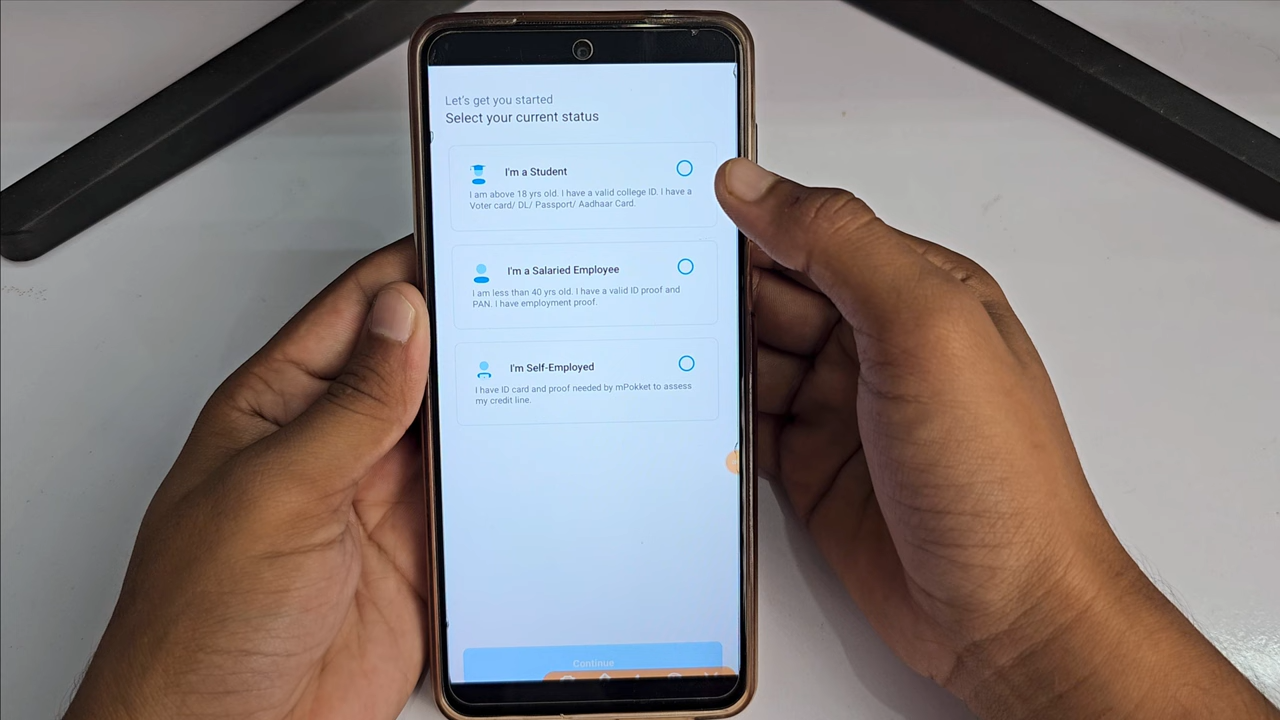 Let's get you started
Select your current status
I'm a Student
I am above 18 yrs old. I have a valid college ID. I have a
Voter card/ DL/ Passport/ Aadhaar Card.
I'm a Salaried Employee
I am less than 40 yrs old. I have a valid ID proof and
PAN. I have employment proof.
I'm Self-Employed
I have ID card and proof needed by mPokket to assess
my credit line.
Continue